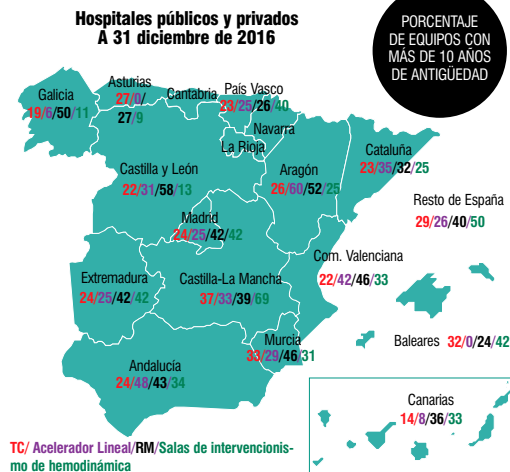 Hospitales públicos y privados
A 31 diciembre de 2016
PORCENTAJE
DE EQUIPOS CON
MÁS DE 10 AÑOS
DE ANTIGÜEDAD
Galicia
19/6/50/11
Asturias
27/0/
27/9
Cantabria
País Vasco
23/25/26/40
Navarra
La Rioja
Cataluña
23/35/32/25
Castilla y León
22/31/58/13
Aragón
26/60/52/25
Resto de España
29/26/40/50
Madrid
24/25/42/42
Com. Valenciana
22/42/46/33
Extremadura
24/25/42/42
Castilla-La Mancha
37/33/39/69
Baleares 32/0/24/42
Murcia
33/29/46/31
Andalucía
24/48/43/34
Canarias
14/8/36/33
TC/ Acelerador Lineal/RM/Salas de intervencionis-
mo de hemodinámica